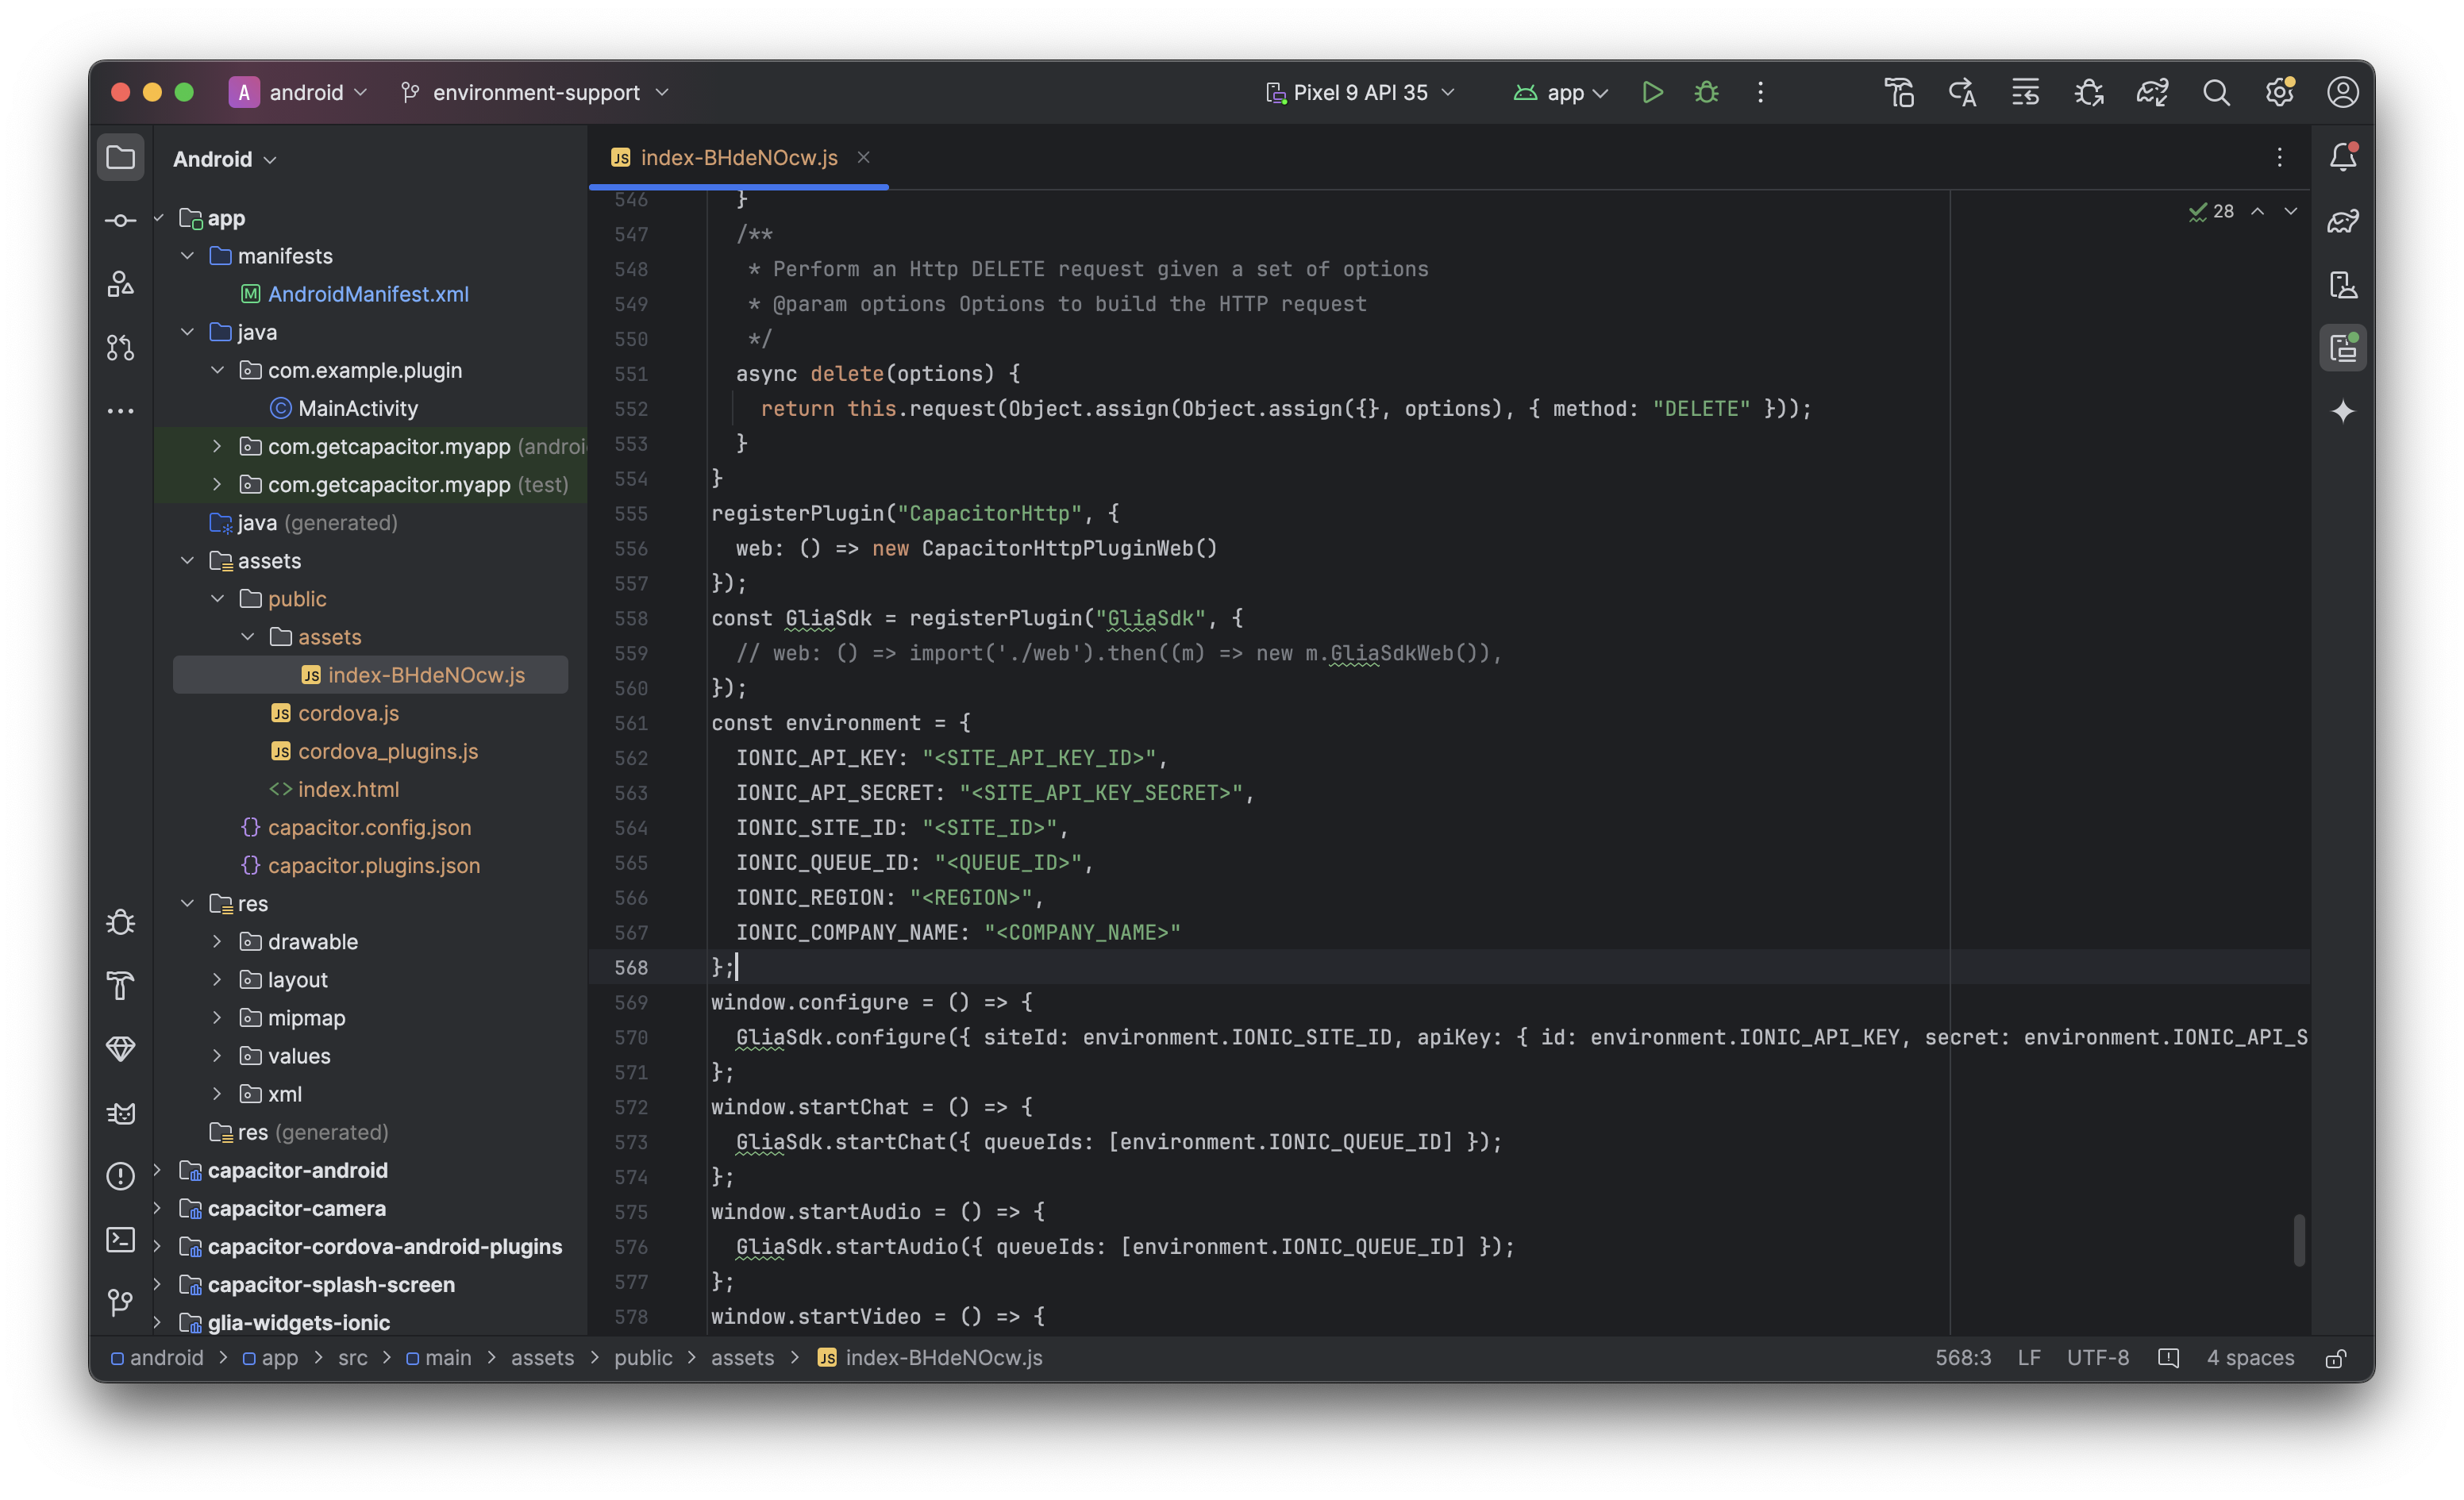 A android environment-support Pixel 9 API 35 app
Android
app
manifests
M AndroidManifest.xml
java
com.example.plugin
C MainActivity
com.getcapacitor.myapp (androi
com.getcapacitor.myapp (test)
java (generated)
assets
public
assets
JS index-BHdeNOcw.js
JS cordova.js
JS cordova_plugins.js
<> index.html
{} capacitor.config.json
{} capacitor.plugins.json
res
drawable
layout
mipmap
values
xml
res (generated)
capacitor-android
capacitor-camera
capacitor-cordova-android-plugins
capacitor-splash-screen
glia-widgets-ionic
JS index-BHdeNOcw.js
28
546 }
547 /**
548 * Perform an Http DELETE request given a set of options
549 * @param options Options to build the HTTP request
550 */
551 async delete(options) {
552 return this.request(Object.assign(Object.assign({}, options), { method: "DELETE" }));
553 }
554 }
555 registerPlugin("CapacitorHttp", {
556 web: () => new CapacitorHttpPluginWeb()
557 });
558 const GliaSdk = registerPlugin("GliaSdk", {
559 // web: () => import('./web').then((m) => new m.GliaSdkWeb()),
560 });
561 const environment = {
562 IONIC_API_KEY: "<SITE_API_KEY_ID>",
563 IONIC_API_SECRET: "<SITE_API_KEY_SECRET>",
564 IONIC_SITE_ID: "<SITE_ID>",
565 IONIC_QUEUE_ID: "<QUEUE_ID>",
566 IONIC_REGION: "<REGION>",
567 IONIC_COMPANY_NAME: "<COMPANY_NAME>"
568 };
569 window.configure = () => {
570 GliaSdk.configure({ siteId: environment.IONIC_SITE_ID, apiKey: { id: environment.IONIC_API_KEY, secret: environment.IONIC_API_S
571 };
572 window.startChat = () => {
573 GliaSdk.startChat({ queueIds: [environment.IONIC_QUEUE_ID] });
574 };
575 window.startAudio = () => {
576 GliaSdk.startAudio({ queueIds: [environment.IONIC_QUEUE_ID] });
577 };
578 window.startVideo = () => {
android > app > src > main > assets > public > assets > JS index-BHdeNOcw.js 568:3 LF UTF-8 4 spaces